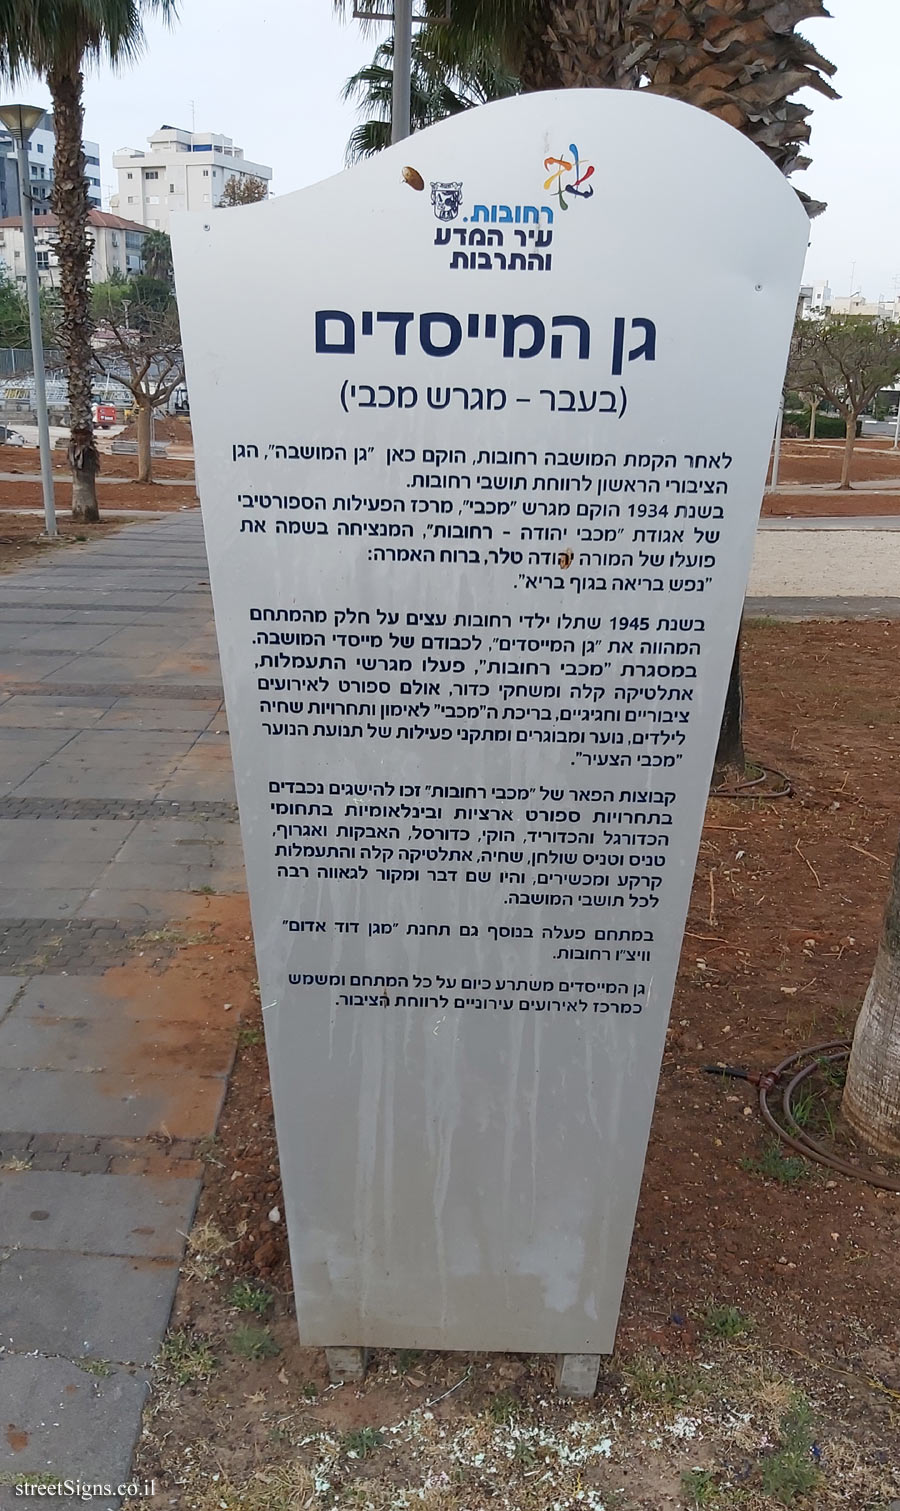 רחובות.
עיר המדע
והתרבות
גן המייסדים
(בעבר – מגרש מכבי)
לאחר הקמת המושבה רחובות, הוקם כאן "גן המושבה", הגן
הציבורי הראשון לרווחת תושבי רחובות.
בשנת 1934 הוקם מגרש "מכבי", מרכז הפעילות הספורטיבי
של אגודת "מכבי יהודה - רחובות", המנציחה בשמה את
פועלו של המורה יהודה טלר, ברוח האמרה:
"נפש בריאה בגוף בריא".
בשנת 1945 שתלו ילדי רחובות עצים על חלק מהמתחם
המהווה את "גן המייסדים", לכבודם של מייסדי המושבה.
במסגרת "מכבי רחובות", פעלו מגרשי התעמלות,
אתלטיקה קלה ומשחקי כדור, אולם ספורט לאירועים
ציבוריים וחגיגיים, בריכת ה"מכבי" לאימון ותחרויות שחיה
לילדים, נוער ומבוגרים ומתקני פעילות של תנועת הנוער
"מכבי הצעיר".
קבוצות הפאר של "מכבי רחובות" זכו להישגים נכבדים
בתחרויות ספורט ארציות ובינלאומיות בתחומי
הכדורגל והכדוריד, הוקי, כדורסל, האבקות ואגרוף,
טניס וטניס שולחן, שחיה, אתלטיקה קלה והתעמלות
קרקע ומכשירים, והיו שם דבר ומקור לגאווה רבה
לכל תושבי המושבה.
במתחם פעלה בנוסף גם תחנת "מגן דוד אדום"
וויצ"ו רחובות.
גן המייסדים משתרע כיום על כל המתחם ומשמש
כמרכז לאירועים עירוניים לרווחת הציבור.
streetSigns.co.il